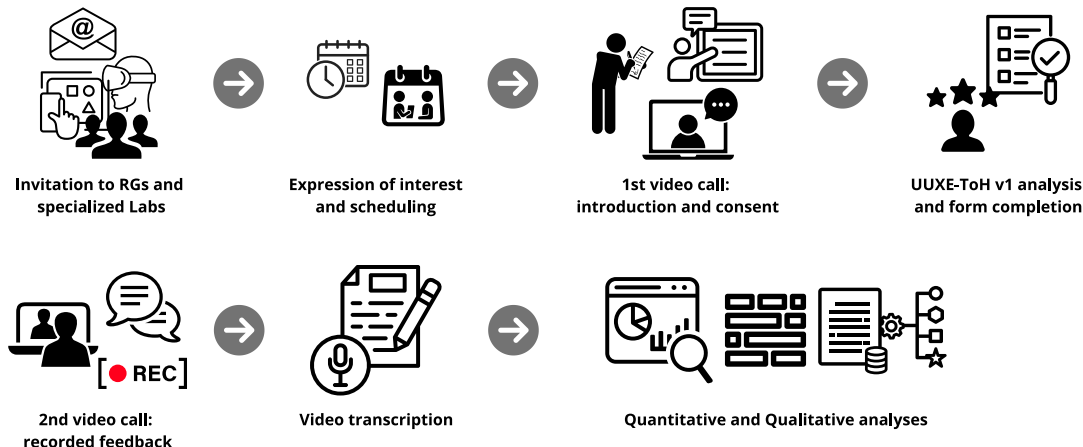 @
Invitation to RGs and
specialized Labs
Expression of interest
and scheduling
1st video call:
introduction and consent
UUXE-ToH v1 analysis
and form completion
[● REC]
2nd video call:
recorded feedback
Video transcription
Quantitative and Qualitative analyses